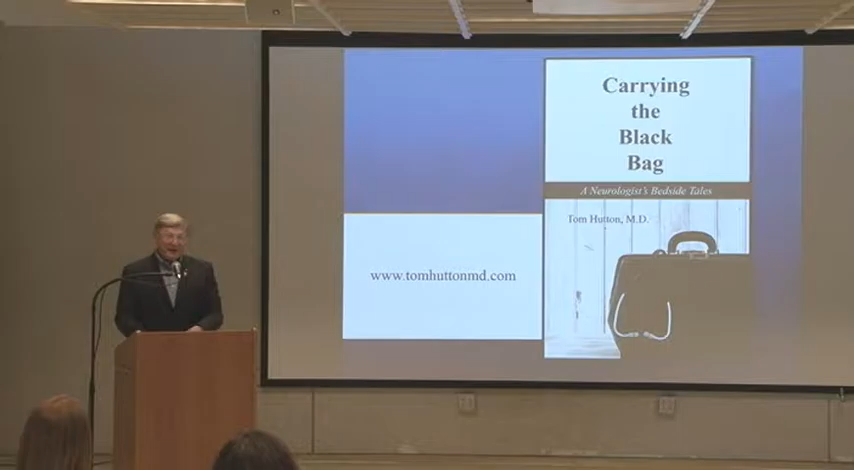 Carrying
the
Black
Bag
A Neurologist's Bedside Tales
Tom Hutton, M.D.
www.tomhuttonmd.com